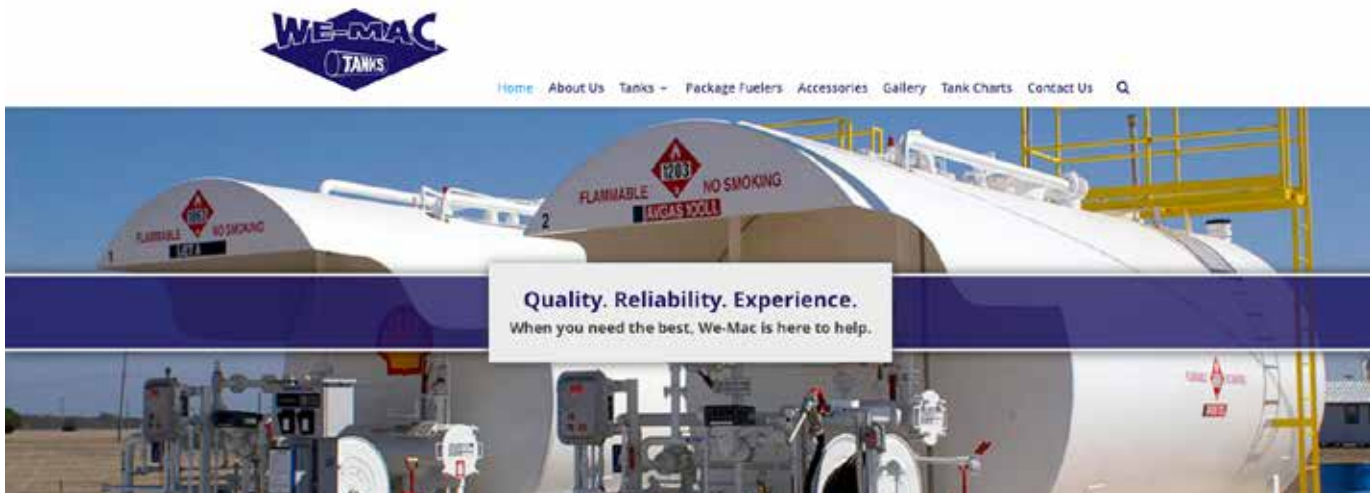 WE-MAC
TANKS
Home About Us Tanks Package Fuelers Accessories Gallery Tank Charts Contact Us
1203
FLAMMABLE NO SMOKING
AVGAS 100LL
2
FLAMMABLE NO SMOKING
JET A
1
Quality. Reliability. Experience.
When you need the best, We-Mac is here to help.